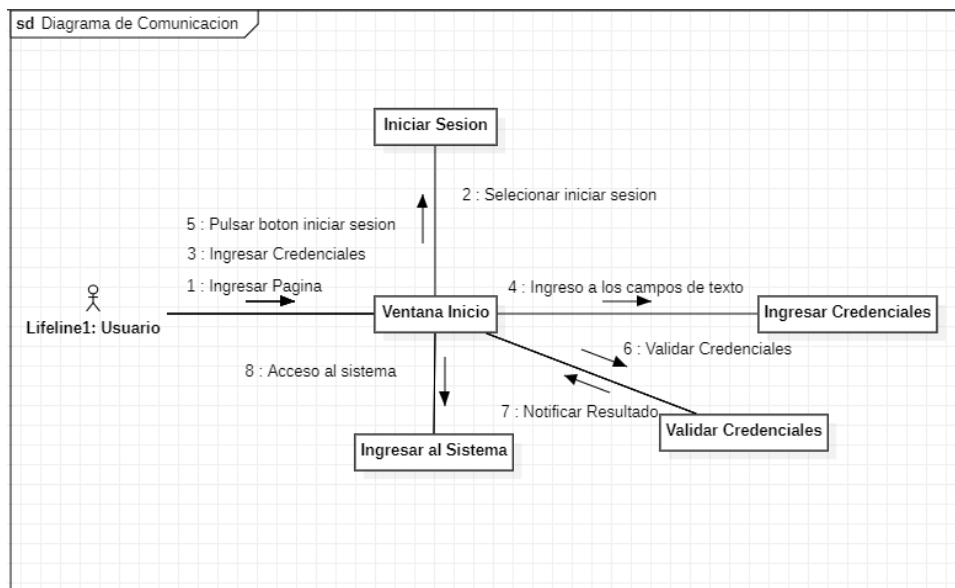 sd Diagrama de Comunicacion
Iniciar Sesion
2 : Selecionar iniciar sesion
5 : Pulsar boton iniciar sesion
3 : Ingresar Credenciales
1 : Ingresar Pagina
4 : Ingreso a los campos de texto
Lifeline1: Usuario
Ventana Inicio
Ingresar Credenciales
6 : Validar Credenciales
8 : Acceso al sistema
7 : Notificar Resultado
Validar Credenciales
Ingresar al Sistema